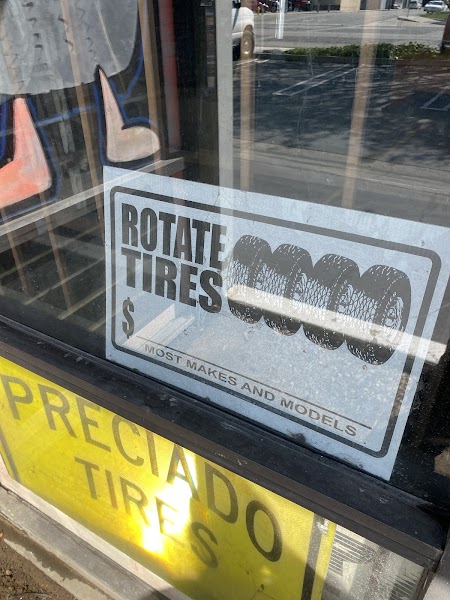 ROTATE
TIRES
$
MOST MAKES AND MODELS
PRECIADO
TIRES